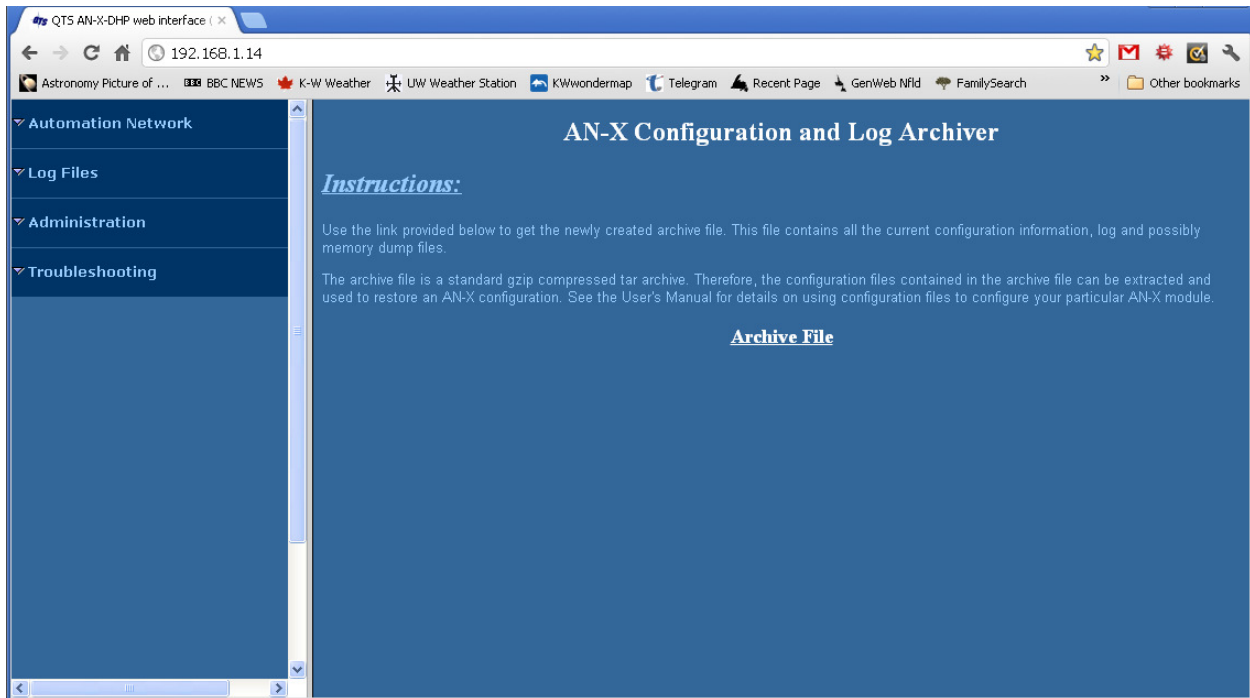 QTS AN-X-DHP web interface (
192.168.1.14
Astronomy Picture of ...
BBC NEWS
K-W Weather
UW Weather Station
KWwondermap
Telegram
Recent Page
GenWeb Nfld
FamilySearch
»
Other bookmarks
Automation Network
Log Files
Administration
Troubleshooting
AN-X Configuration and Log Archiver
Instructions:
Use the link provided below to get the newly created archive file. This file contains all the current configuration information, log and possibly
memory dump files.
The archive file is a standard gzip compressed tar archive. Therefore, the configuration files contained in the archive file can be extracted and
used to restore an AN-X configuration. See the User's Manual for details on using configuration files to configure your particular AN-X module.
Archive File